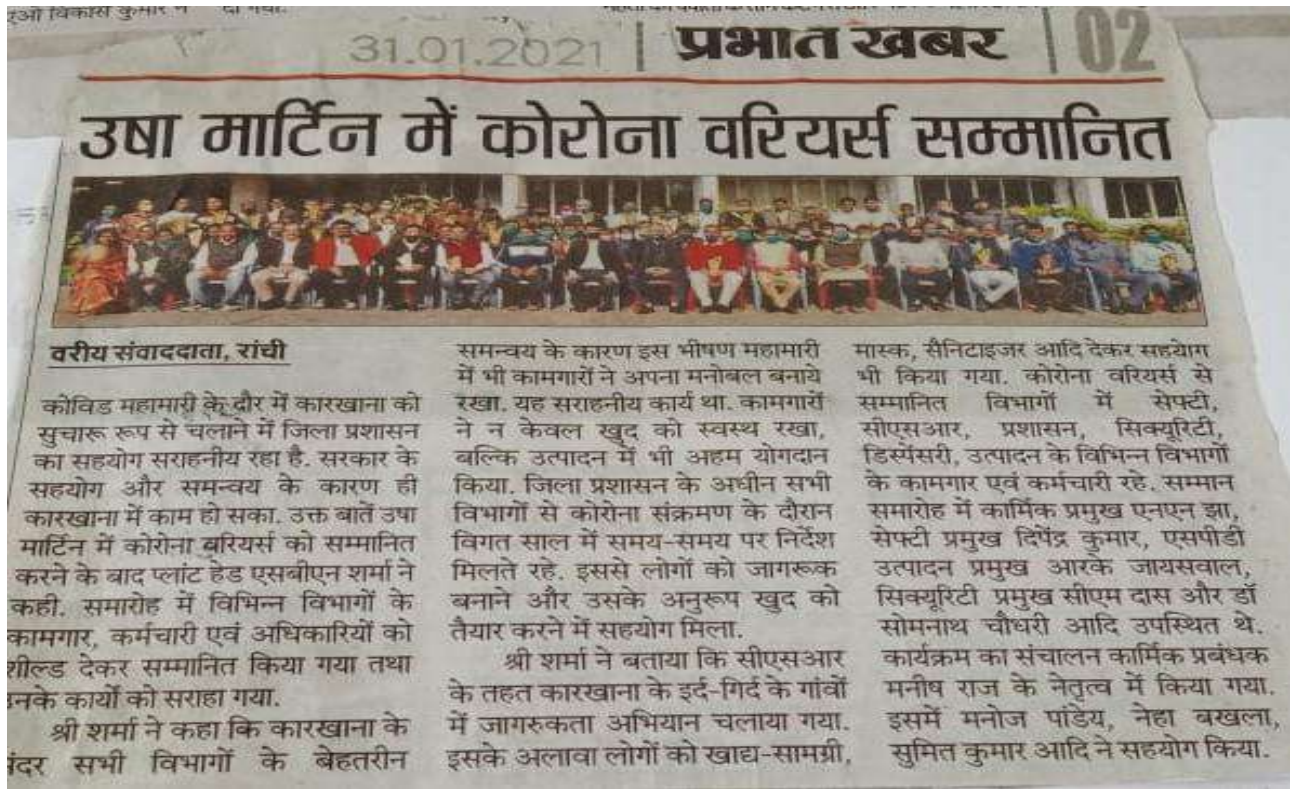 विकास कुमार ने
31.01.2021
प्रभात खबर
02
उषा मार्टिन में कोरोना वरियर्स सम्मानित
वरीय संवाददाता, रांची
कोविड महामारी के दौर में कारखाना को
सुचारू रूप से चलाने में जिला प्रशासन
का सहयोग सराहनीय रहा है. सरकार के
सहयोग और समन्वय के कारण ही
कारखाना में काम हो सका. उक्त बातें उषा
मार्टिन में कोरोना वरियर्स को सम्मानित
करने के बाद प्लांट हेड एसबीएन शर्मा ने
कही. समारोह में विभिन्न विभागों के
कामगार, कर्मचारी एवं अधिकारियों को
शील्ड देकर सम्मानित किया गया तथा
उनके कार्यों को सराहा गया.
श्री शर्मा ने कहा कि कारखाना के
अंदर सभी विभागों के बेहतरीन
समन्वय के कारण इस भीषण महामारी
में भी कामगारों ने अपना मनोबल बनाये
रखा. यह सराहनीय कार्य था. कामगारों
ने न केवल खुद को स्वस्थ रखा,
बल्कि उत्पादन में भी अहम योगदान
किया. जिला प्रशासन के अधीन सभी
विभागों से कोरोना संक्रमण के दौरान
विगत साल में समय-समय पर निर्देश
मिलते रहे. इससे लोगों को जागरूक
बनाने और उसके अनुरूप खुद को
तैयार करने में सहयोग मिला.
श्री शर्मा ने बताया कि सीएसआर
के तहत कारखाना के इर्द-गिर्द के गांवों
में जागरुकता अभियान चलाया गया.
इसके अलावा लोगों को खाद्य-सामग्री,
मास्क, सैनिटाइजर आदि देकर सहयोग
भी किया गया. कोरोना वरियर्स से
सम्मानित विभागों में सेफ्टी,
सीएसआर, प्रशासन, सिक्यूरिटी,
डिस्पेंसरी, उत्पादन के विभिन्न विभागों
के कामगार एवं कर्मचारी रहे. सम्मान
समारोह में कार्मिक प्रमुख एनएन झा,
सेफ्टी प्रमुख दिपेंद्र कुमार, एसपीडी
उत्पादन प्रमुख आरके जायसवाल,
सिक्यूरिटी प्रमुख सीएम दास और डॉ
सोमनाथ चौधरी आदि उपस्थित थे.
कार्यक्रम का संचालन कार्मिक प्रबंधक
मनीष राज के नेतृत्व में किया गया.
इसमें मनोज पांडेय, नेहा बखला,
सुमित कुमार आदि ने सहयोग किया.